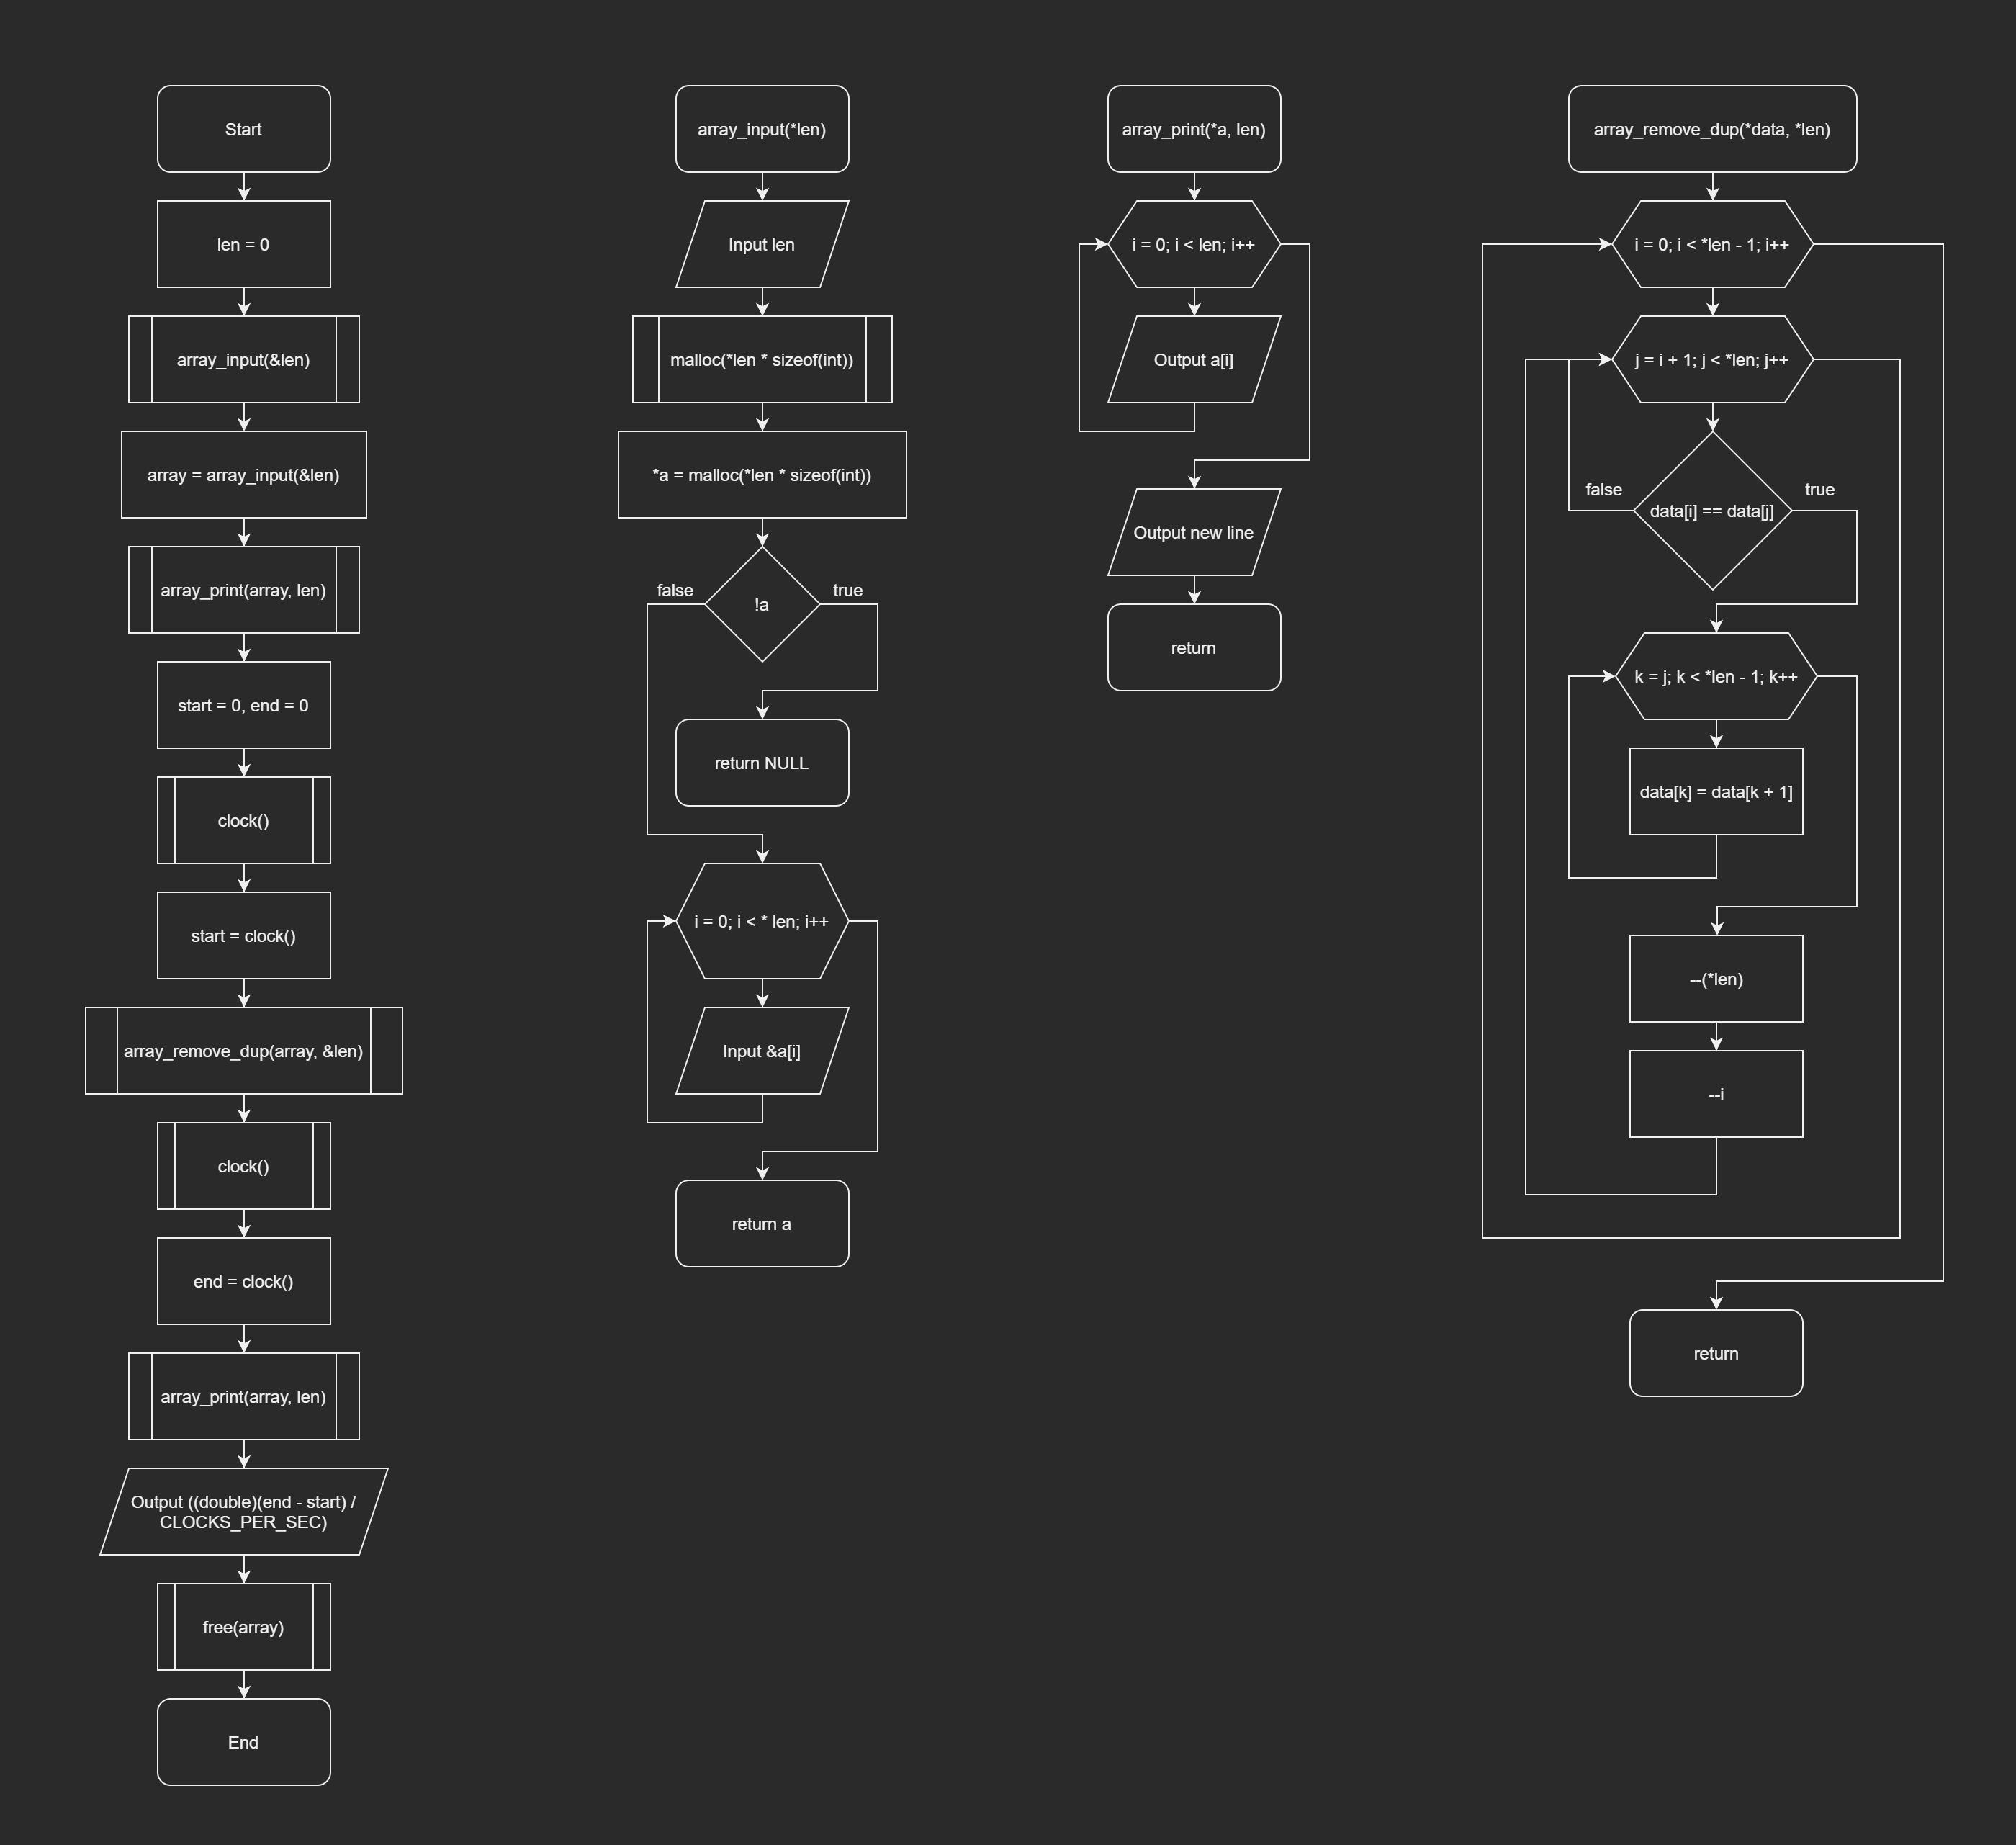 Start
len = 0
array_input(&len)
array = array_input(&len)
array_print(array, len)
start = 0, end = 0
clock()
start = clock()
array_remove_dup(array, &len)
clock()
end = clock()
array_print(array, len)
Output ((double)(end - start) /
CLOCKS_PER_SEC)
free(array)
End
array_input(*len)
Input len
malloc(*len * sizeof(int))
*a = malloc(*len * sizeof(int))
false
true
!a
return NULL
i = 0; i < * len; i++
Input &a[i]
return a
array_print(*a, len)
i = 0; i < len; i++
Output a[i]
Output new line
return
array_remove_dup(*data, *len)
i = 0; i < *len - 1; i++
j = i + 1; j < *len; j++
false
true
data[i] == data[j]
k = j; k < *len - 1; k++
data[k] = data[k + 1]
--(*len)
--i
return